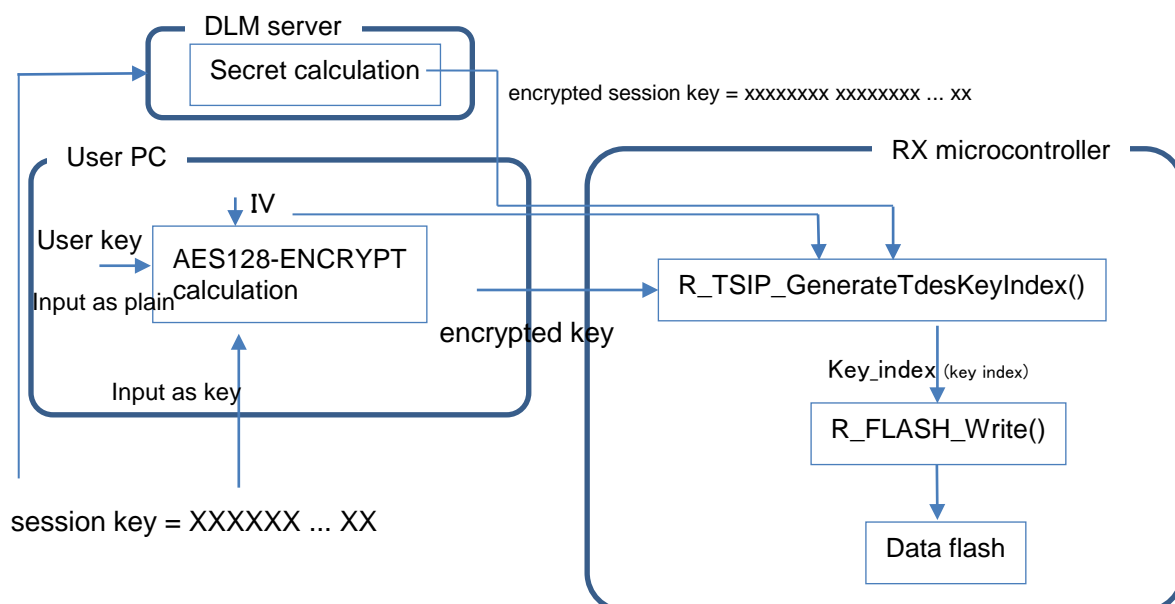 DLM server
Secret calculation
encrypted session key = xxxxxxxx xxxxxxxx ... xx
User PC
RX microcontroller
IV
User key
AES128-ENCRYPT
calculation
Input as plain
R_TSIP_GenerateTdesKeyIndex()
encrypted key
Key_index (key index)
Input as key
R_FLASH_Write()
session key = XXXXXX ... XX
Data flash